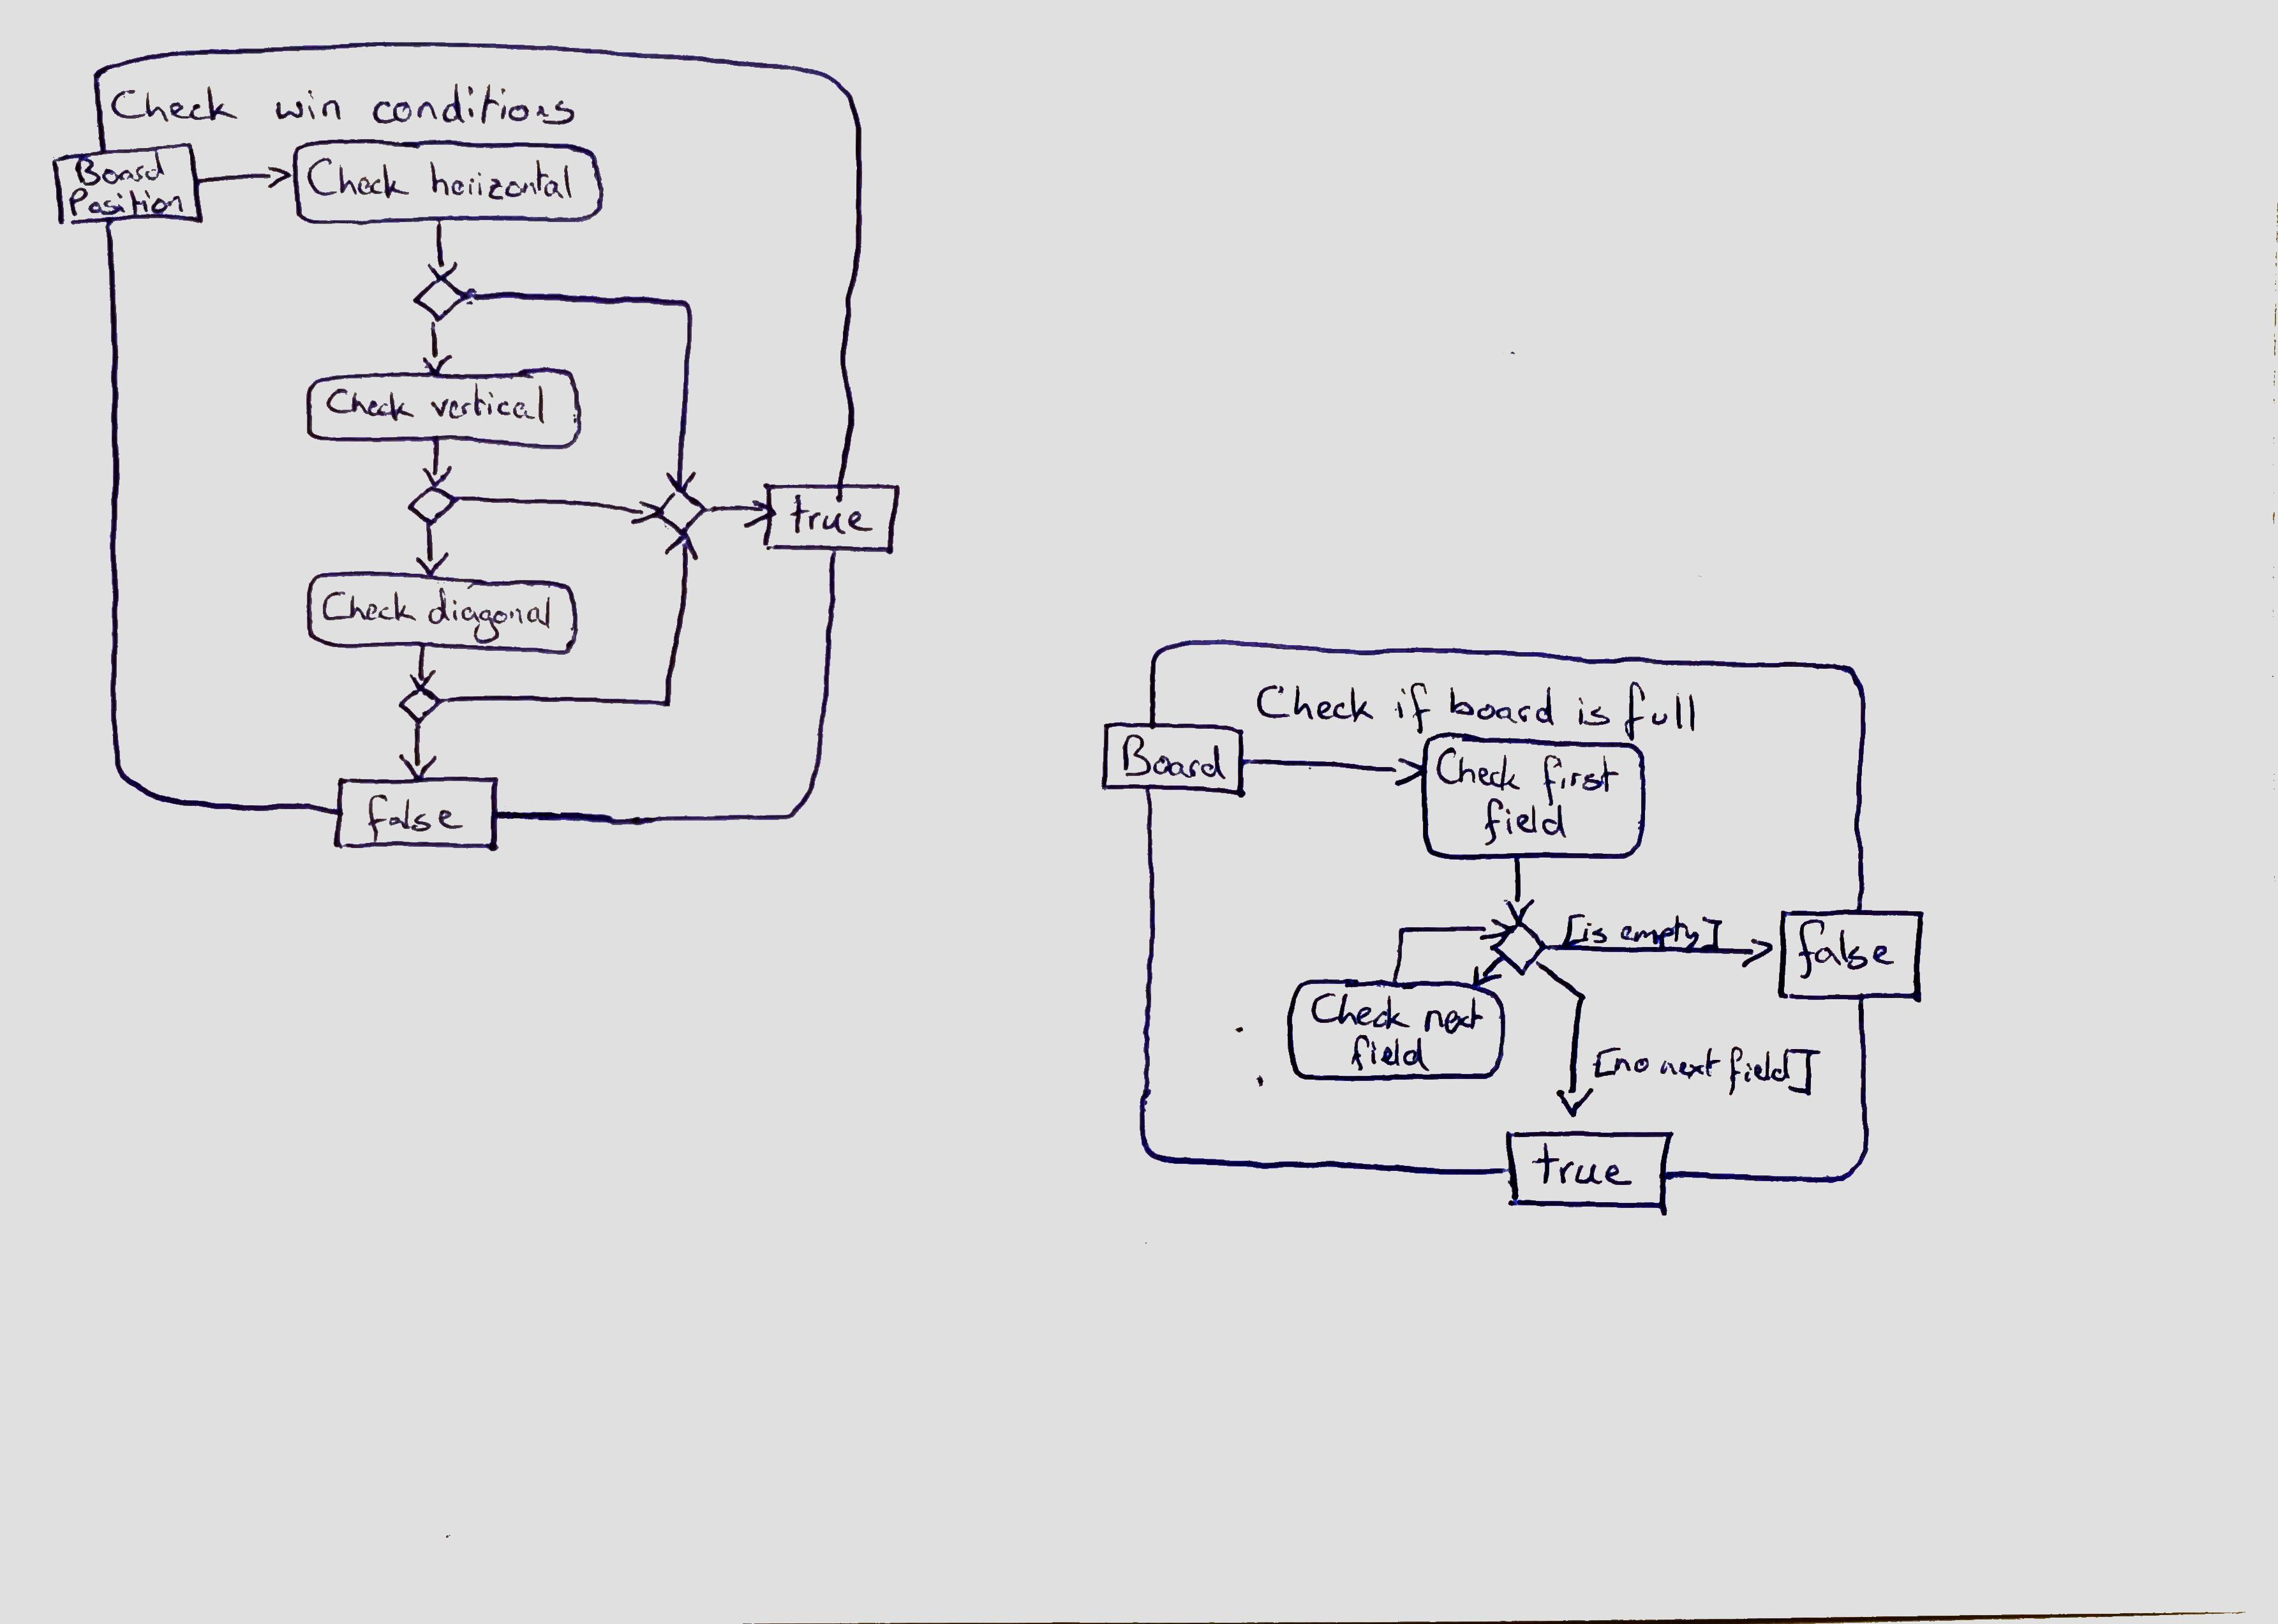 Check win conditions
Board
Position
Check horizontal
Check vertical
true
Check diagonal
false
Check if board is full
Board
Check first
field
[is empty]
false
Check next
field
[no next field]
true